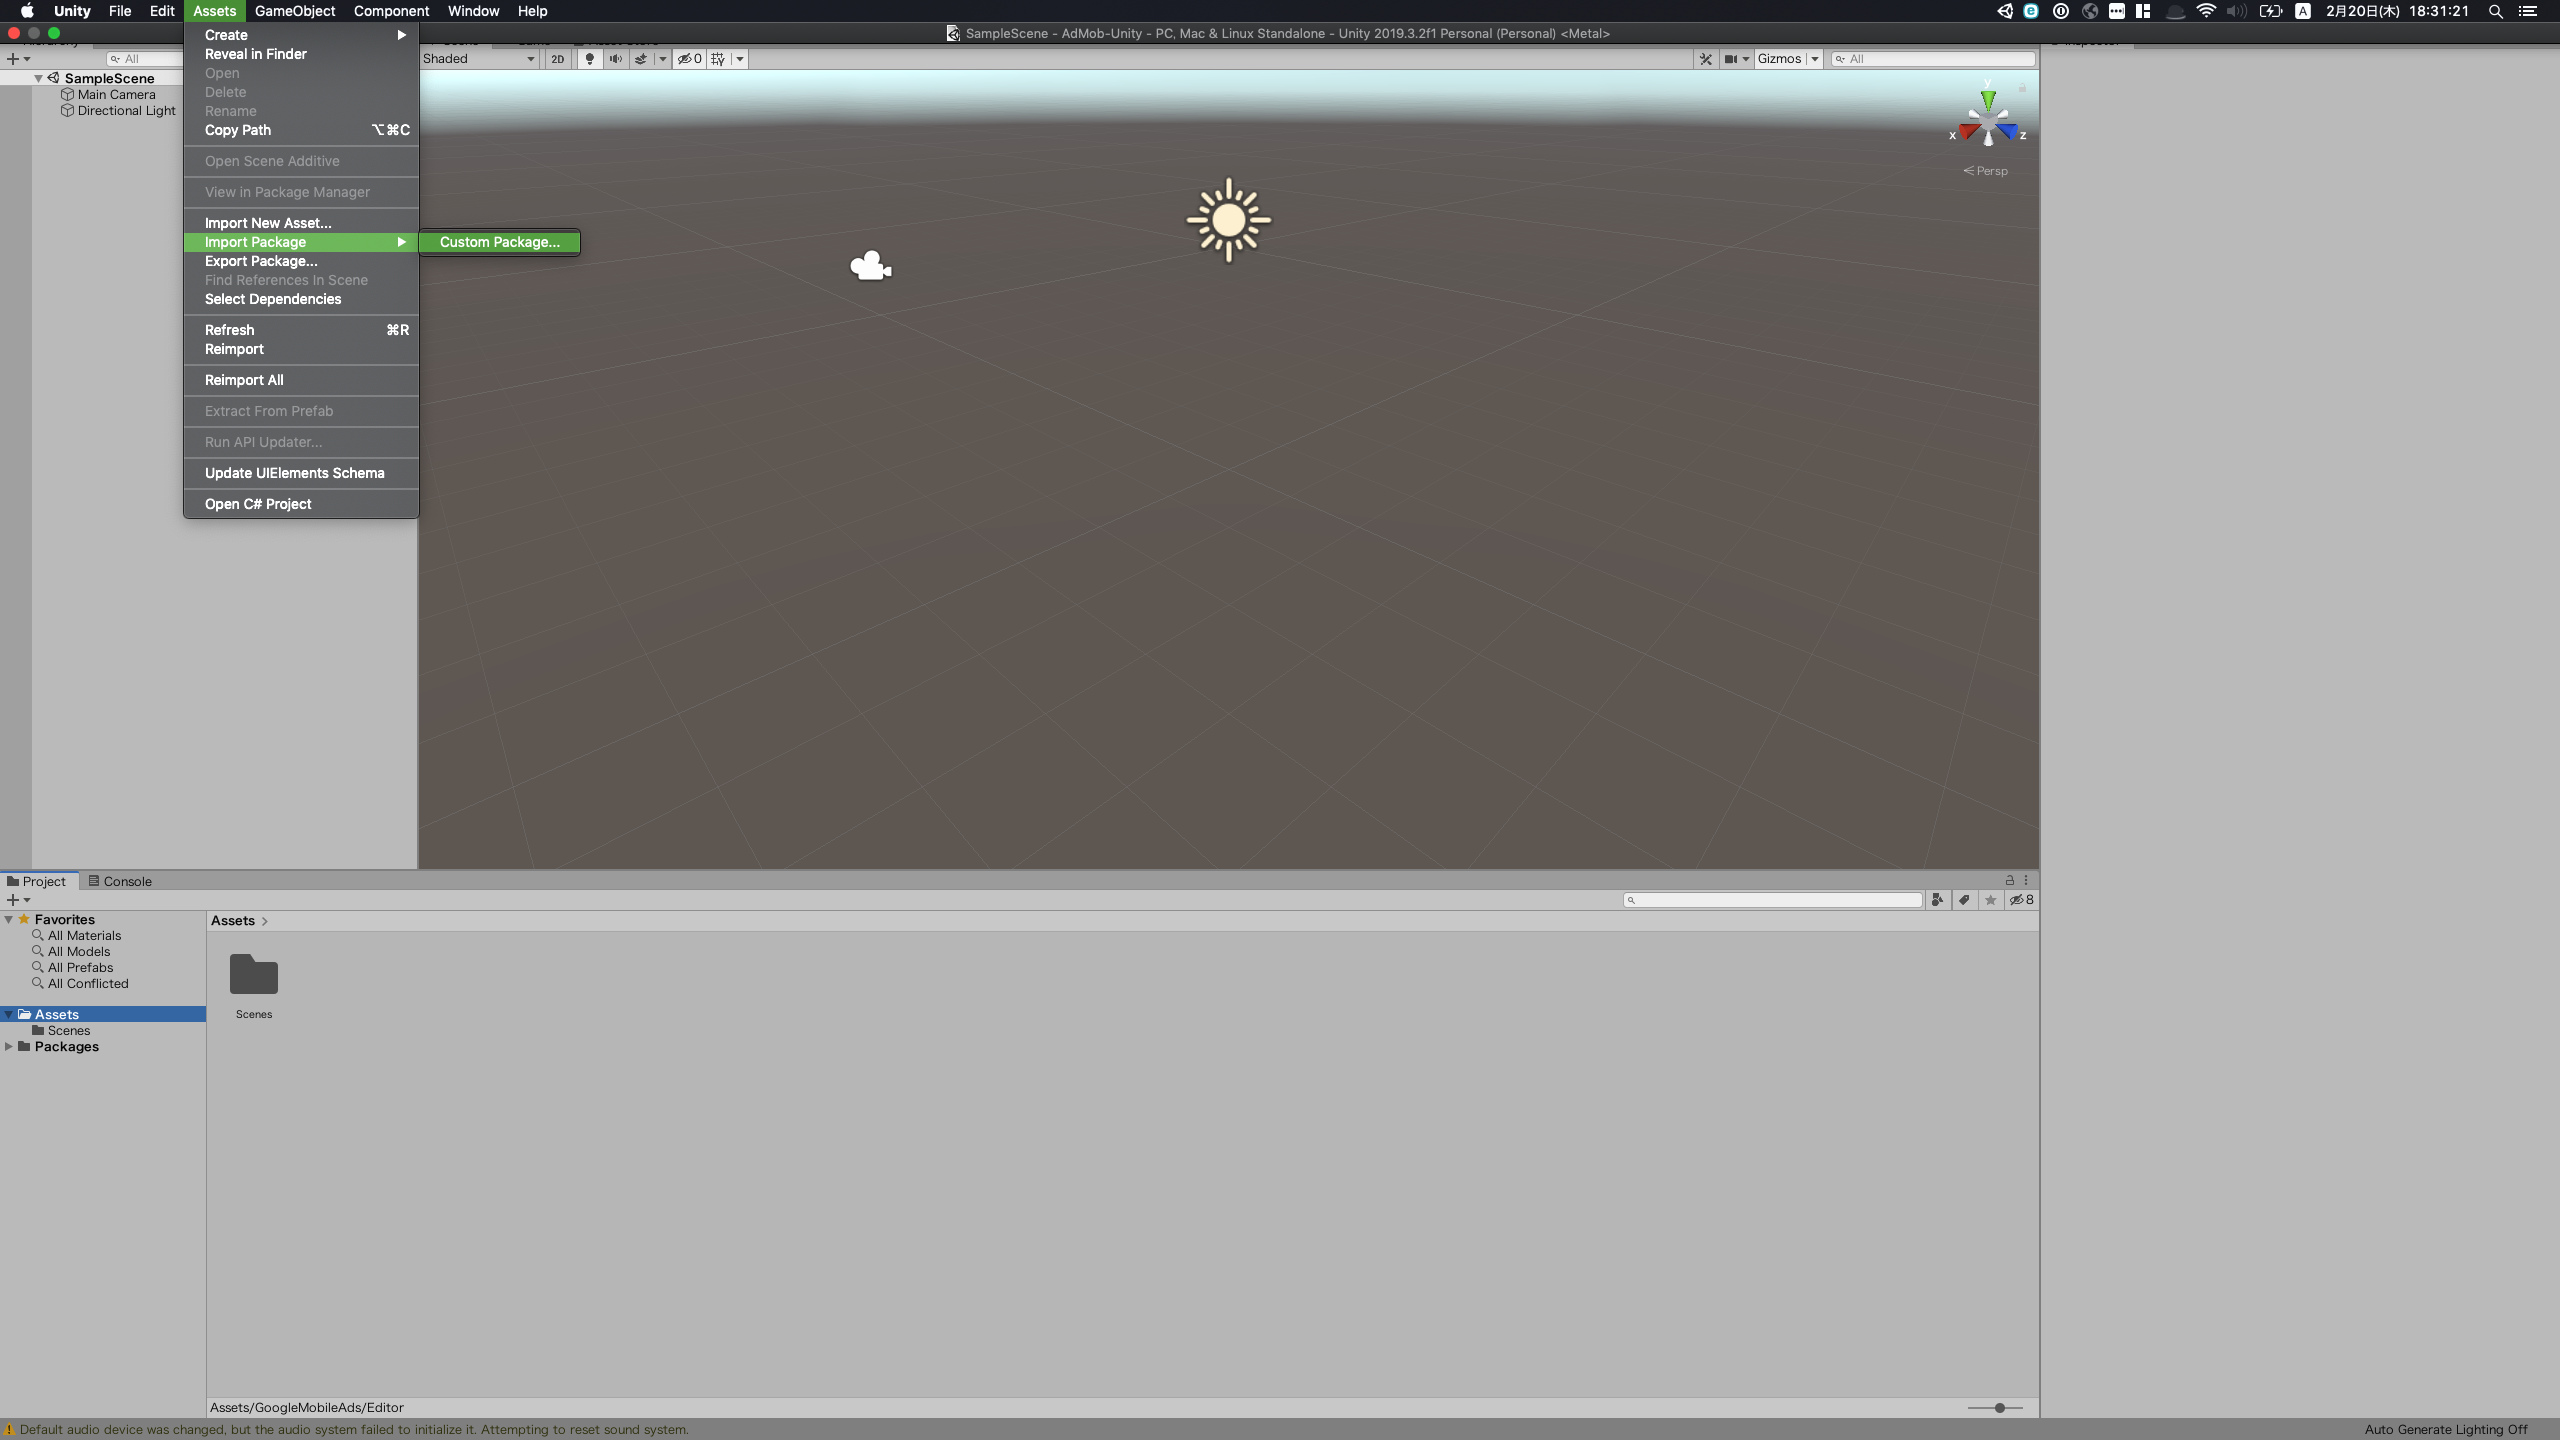 Unity File Edit Assets GameObject Component Window Help
A 2月20日(木) 18:31:21
SampleScene - AdMob-Unity - PC, Mac & Linux Standalone - Unity 2019.3.2f1 Personal (Personal) <Metal>
All
SampleScene
Main Camera
Directional Light
Create
Reveal in Finder
Open
Delete
Rename
Copy Path ⌥⌘C
Open Scene Additive
View in Package Manager
Import New Asset...
Import Package
Export Package...
Find References In Scene
Select Dependencies
Refresh ⌘R
Reimport
Reimport All
Extract From Prefab
Run API Updater...
Update UIElements Schema
Open C# Project
Custom Package...
Shaded 2D 0 Gizmos All
y
x z
Persp
Project Console
8
Favorites
All Materials
All Models
All Prefabs
All Conflicted
Assets
Scenes
Packages
Assets
Scenes
Assets/GoogleMobileAds/Editor
Default audio device was changed, but the audio system failed to initialize it. Attempting to reset sound system.
Auto Generate Lighting Off